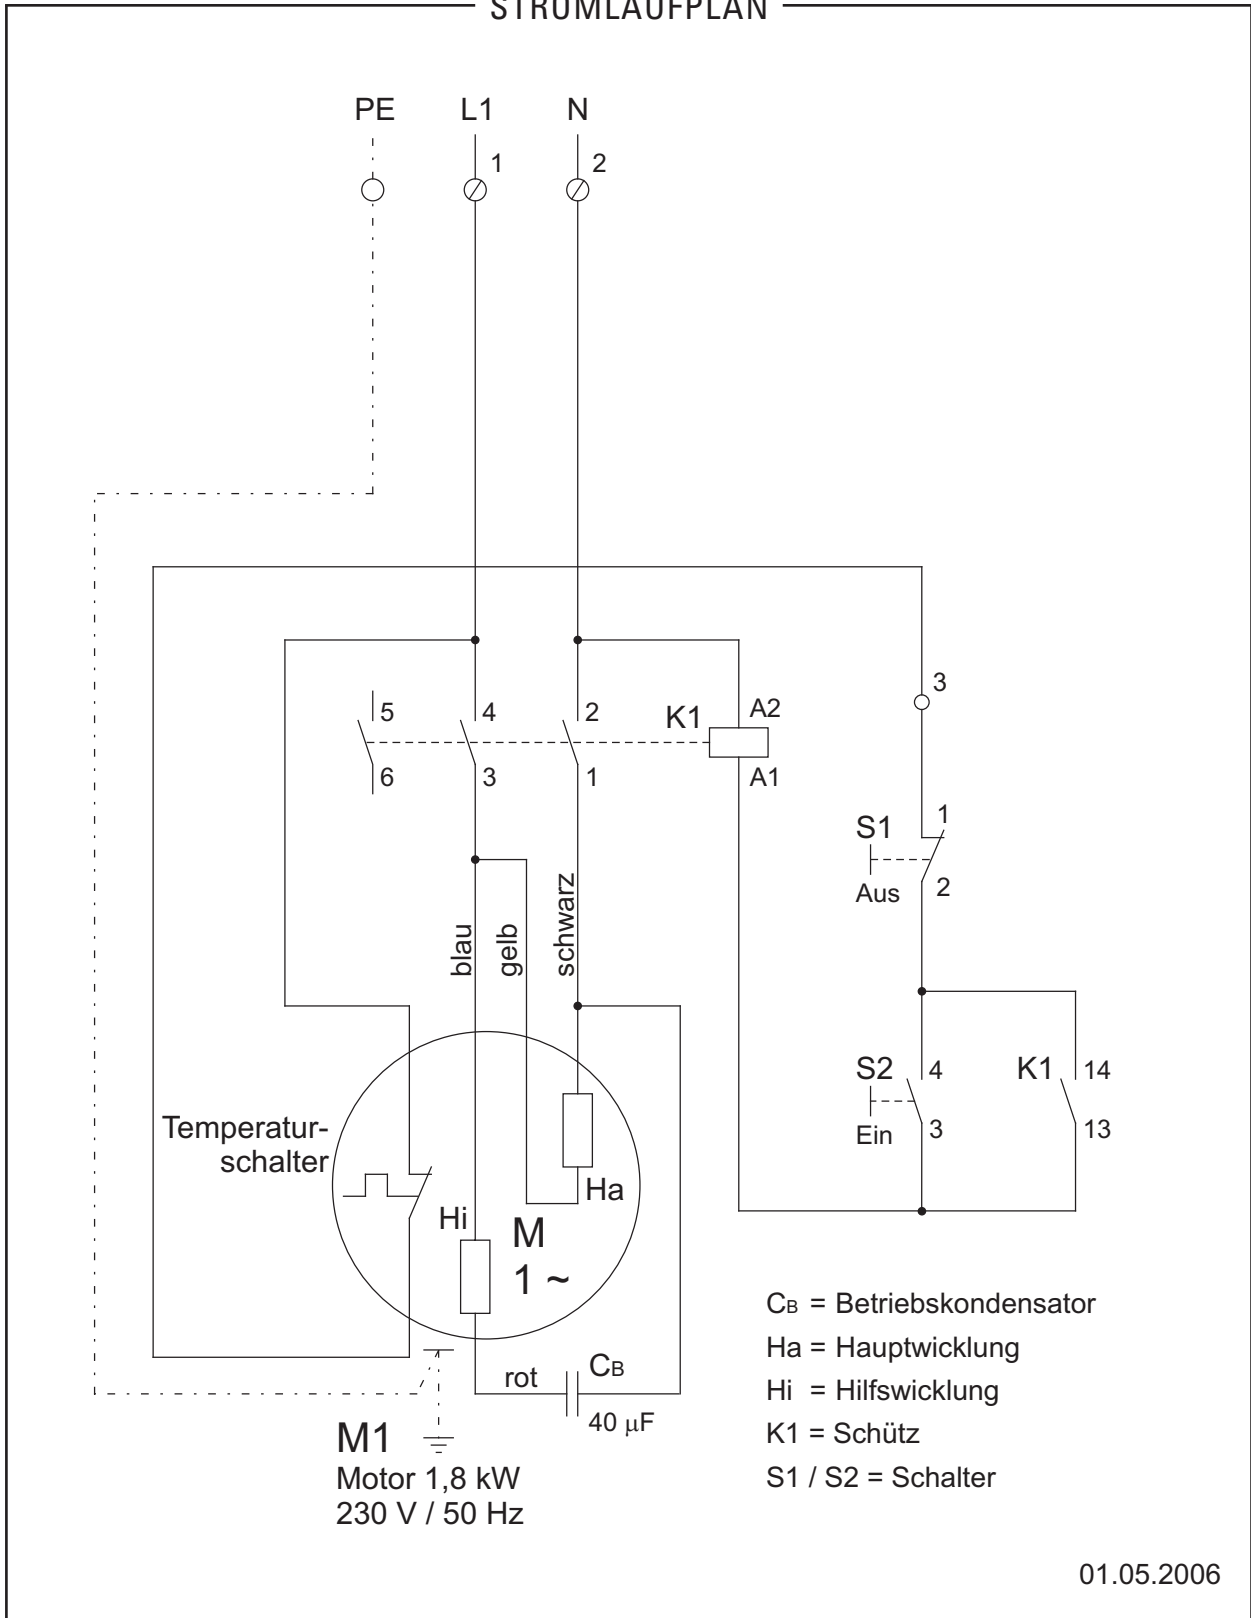 STROMLAUFPLAN
PE L1 N
1 2
3
5 4 2 K1 A2
6 3 1 A1
S1 1
Aus 2
blau gelb schwarz
S2 4 K1 14
Ein 3 13
Temperatur-
schalter
Ha
Hi M
1 ~
rot CB
40 µF
M1
Motor 1,8 kW
230 V / 50 Hz
CB = Betriebskondensator
Ha = Hauptwicklung
Hi = Hilfswicklung
K1 = Schütz
S1 / S2 = Schalter
01.05.2006